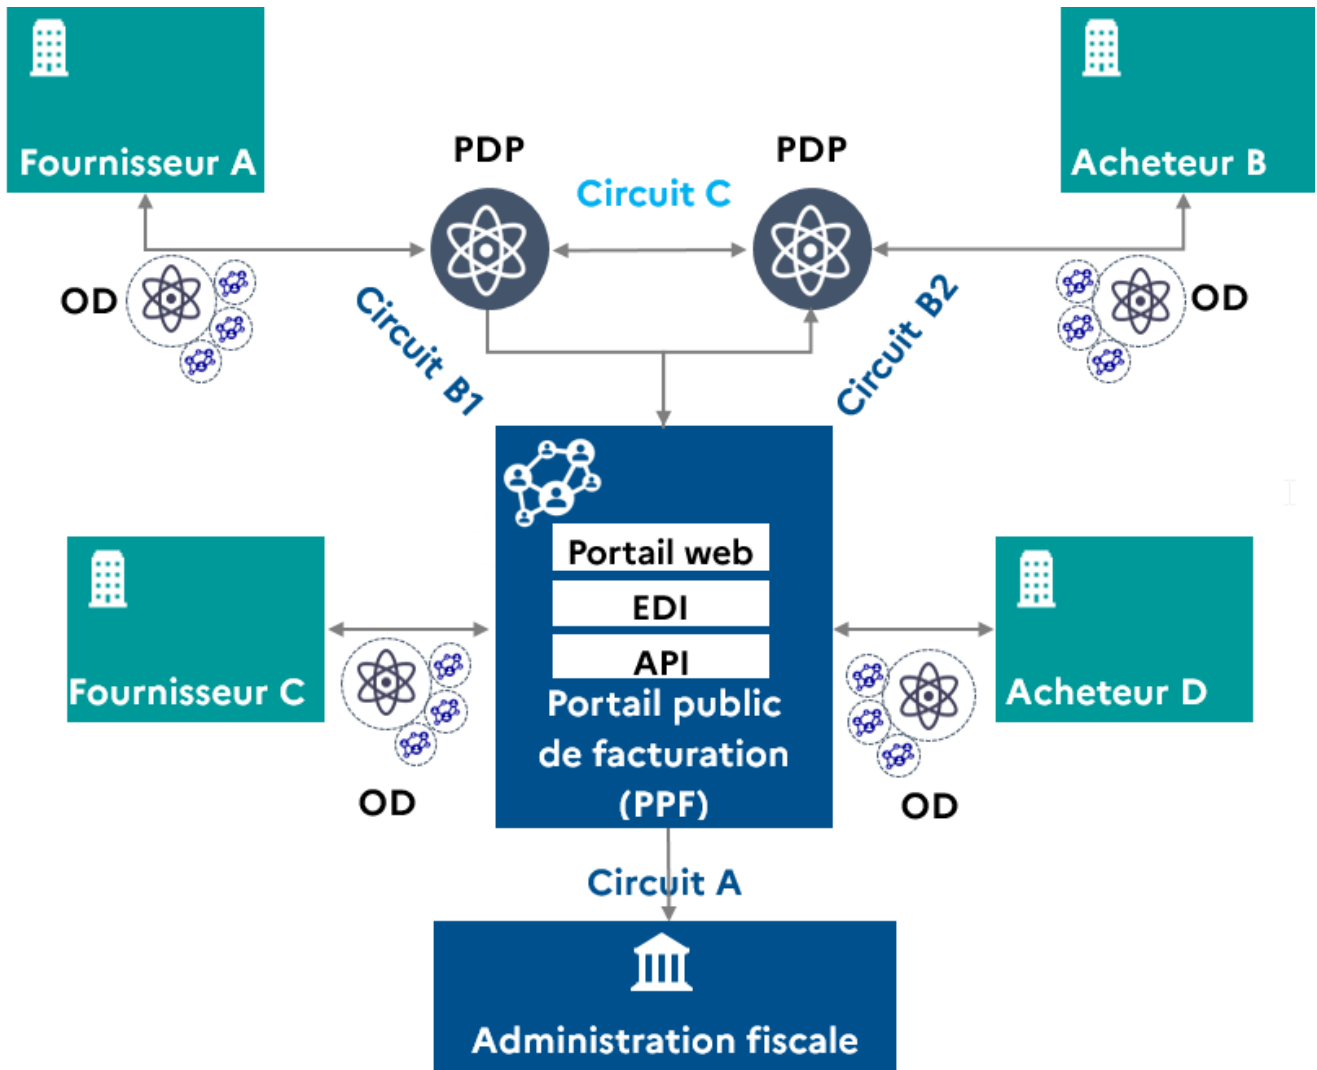 Fournisseur A
PDP
PDP
Acheteur B
Circuit C
OD
OD
Circuit B1
Circuit B2
Portail web
EDI
API
Portail public
de facturation
(PPF)
Fournisseur C
Acheteur D
OD
OD
Circuit A
Administration fiscale